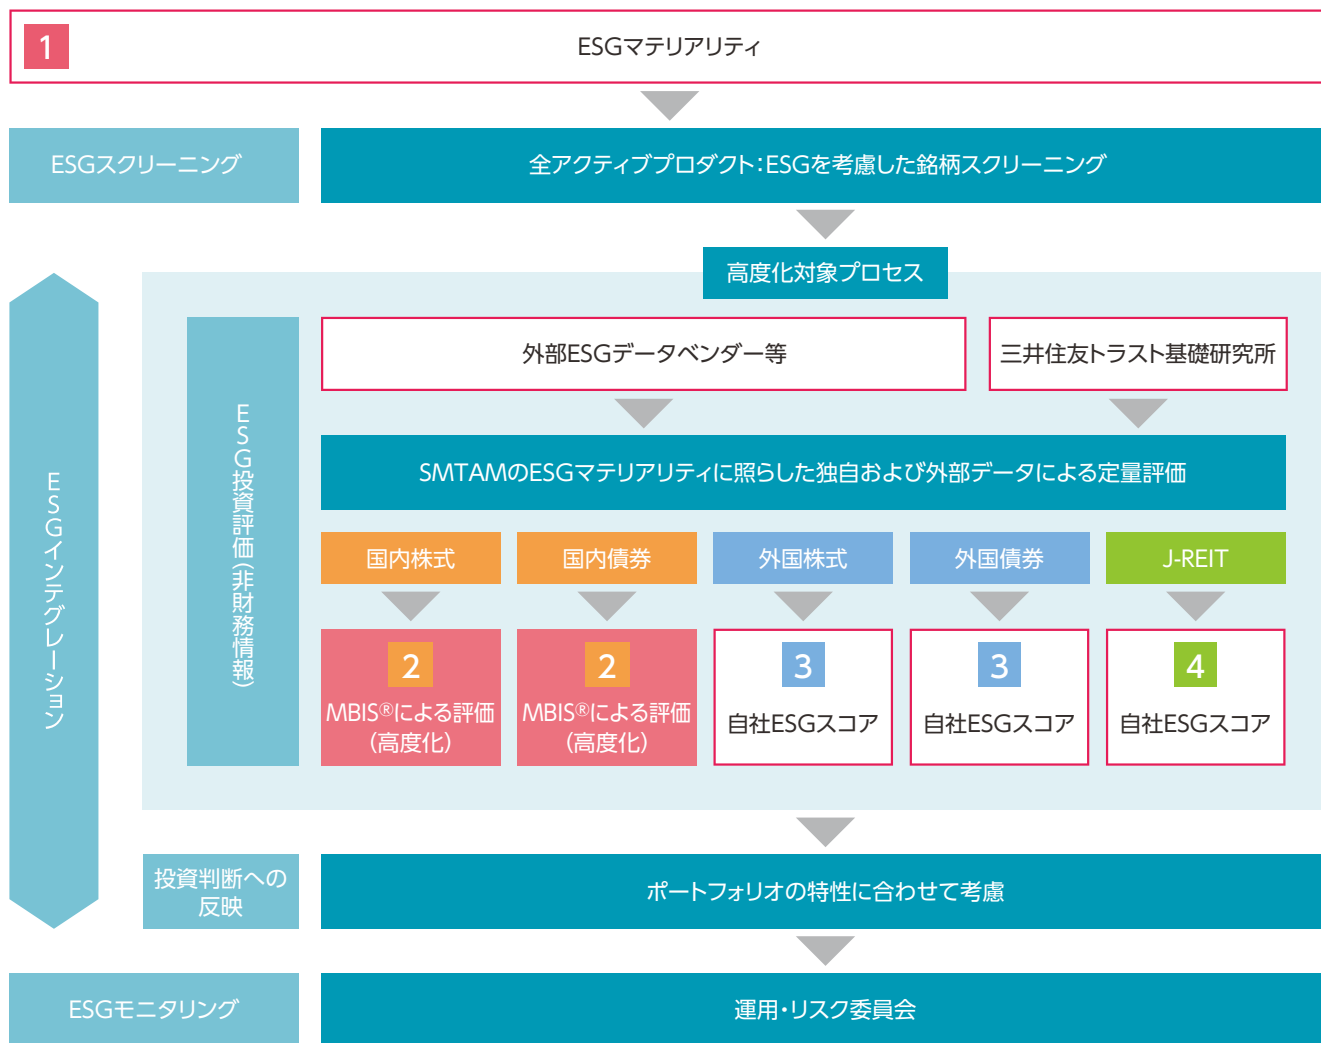 1
ESGマテリアリティ
ESGスクリーニング
全アクティブプロダクト：ESGを考慮した銘柄スクリーニング
高度化対象プロセス
ESGインテグレーション
ESG投資評価（非財務情報）
外部ESGデータベンダー等
三井住友トラスト基礎研究所
SMTAMのESGマテリアリティに照らした独自および外部データによる定量評価
国内株式
国内債券
外国株式
外国債券
J-REIT
2
MBIS®による評価
（高度化）
2
MBIS®による評価
（高度化）
3
自社ESGスコア
3
自社ESGスコア
4
自社ESGスコア
投資判断への
反映
ポートフォリオの特性に合わせて考慮
ESGモニタリング
運用・リスク委員会